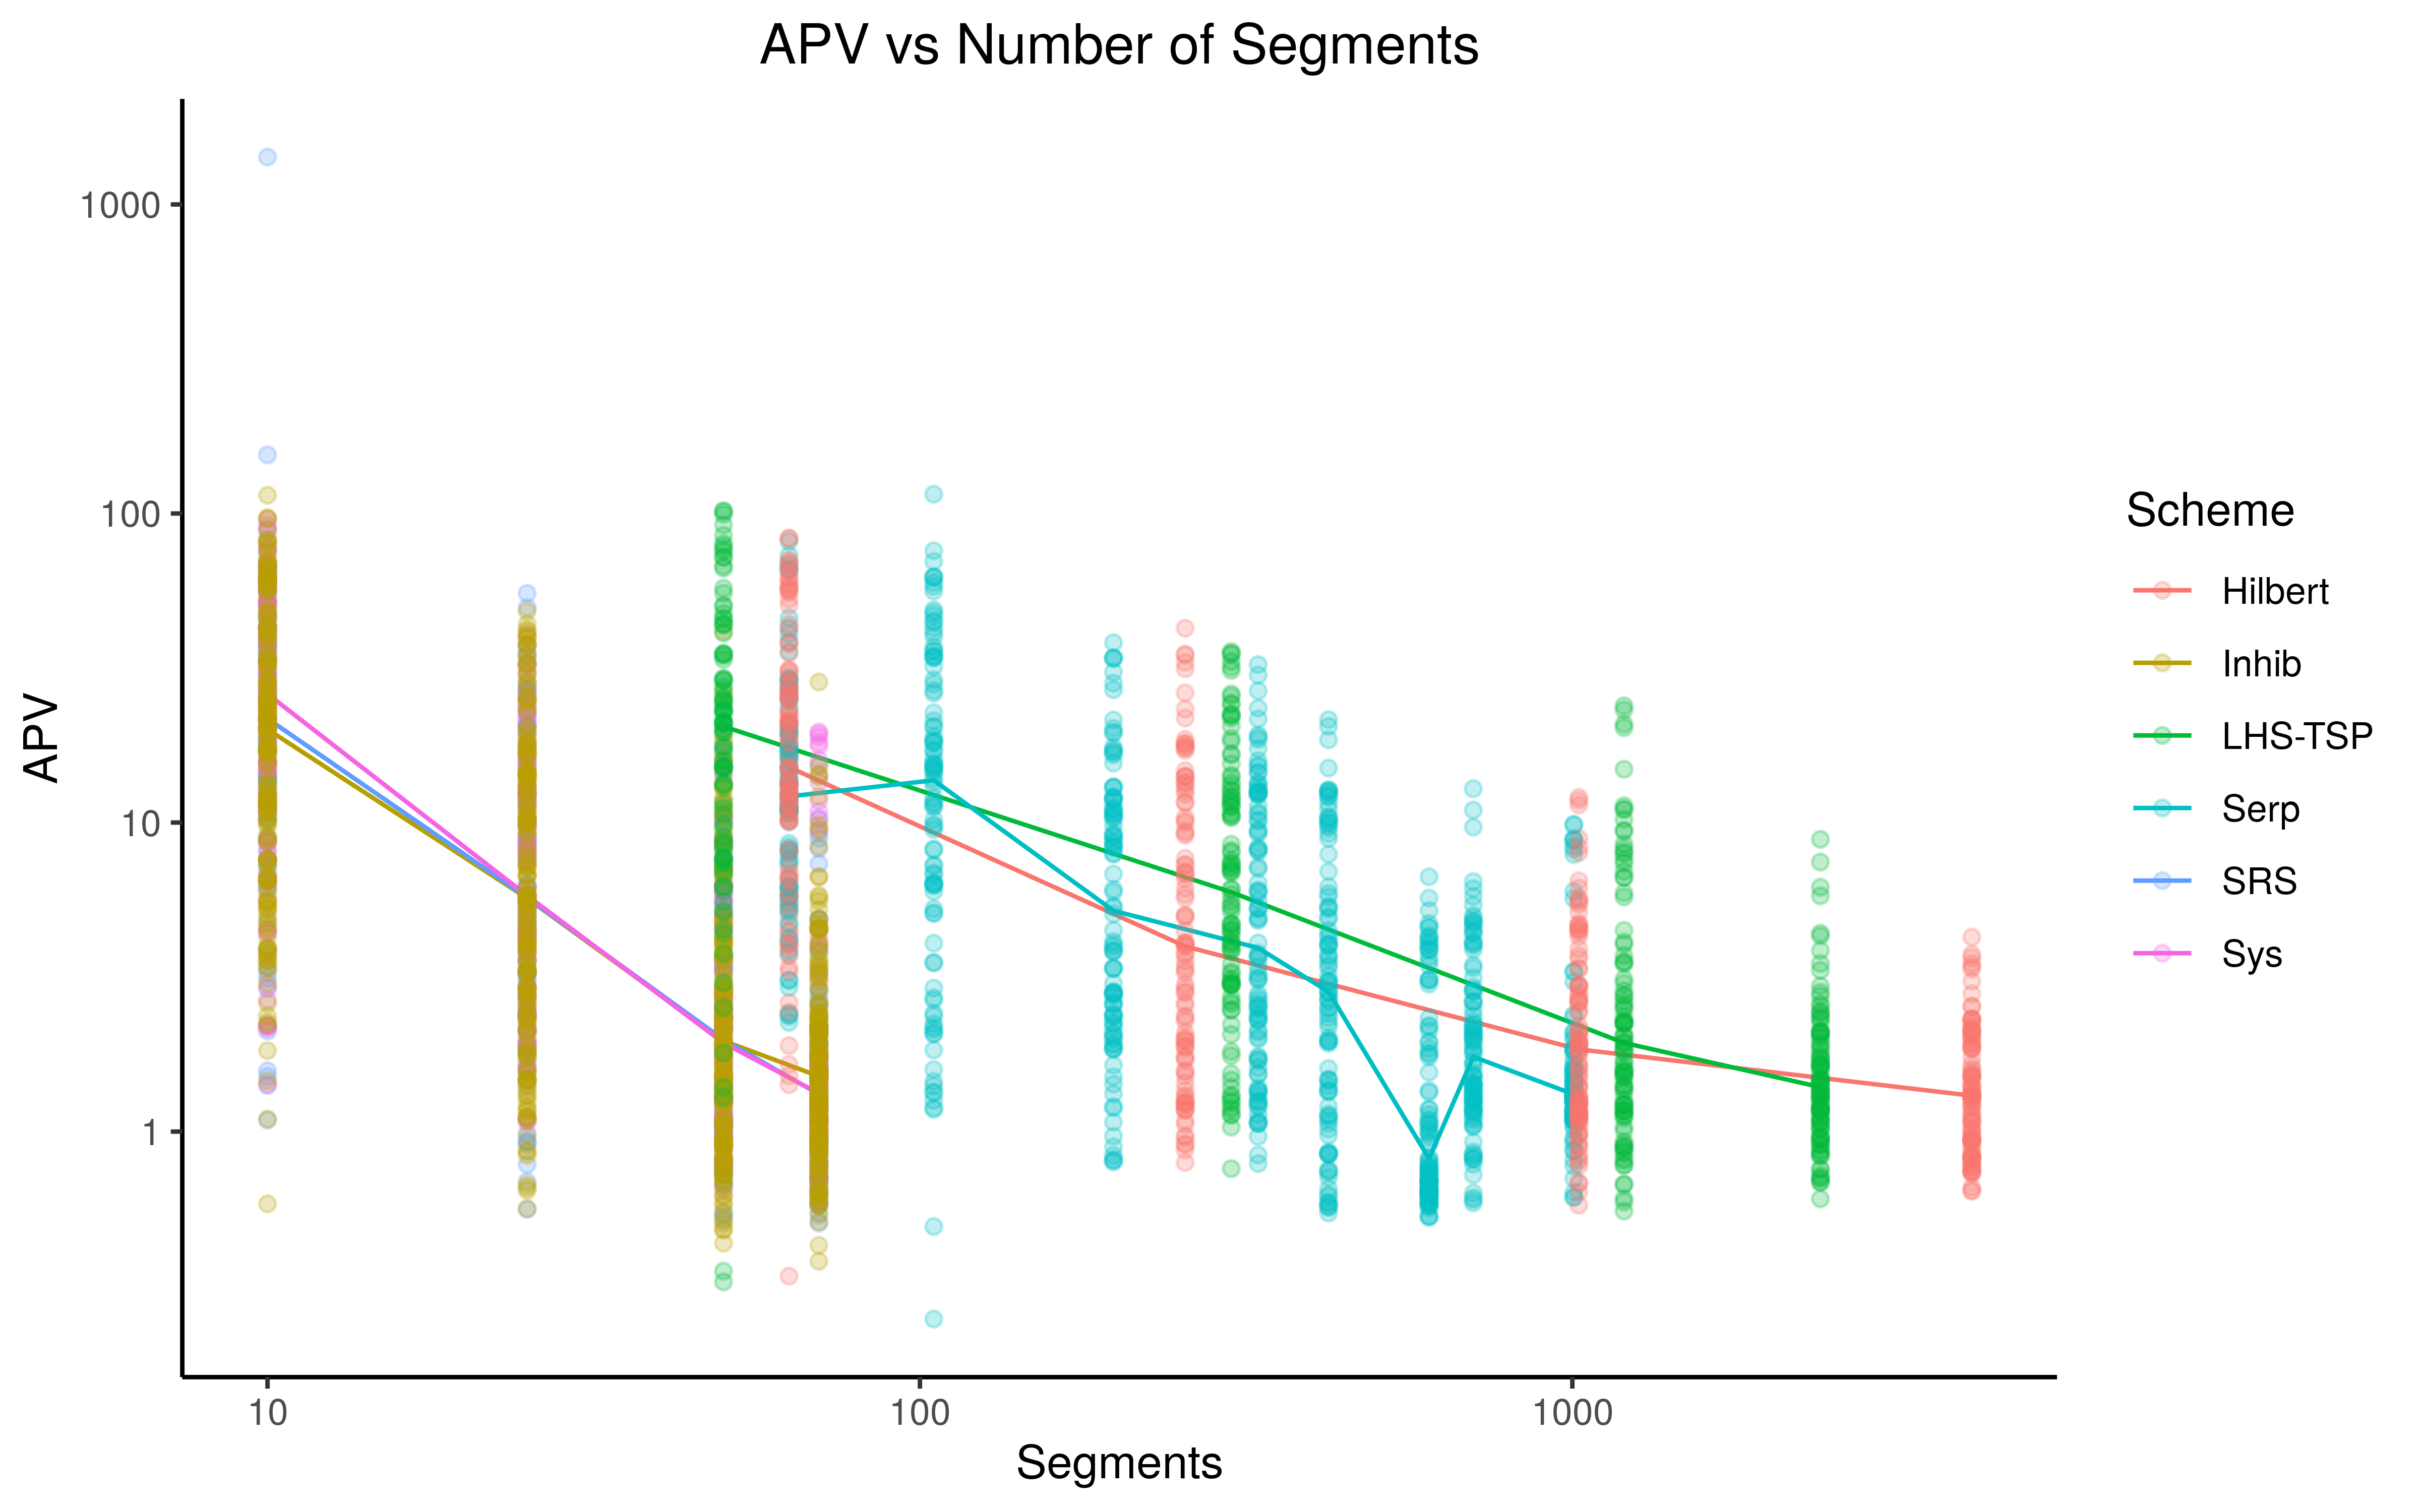 APV vs Number of Segments
APV
1000
100
10
1
10
100
1000
Segments
Scheme
Hilbert
Inhib
LHS-TSP
Serp
SRS
Sys